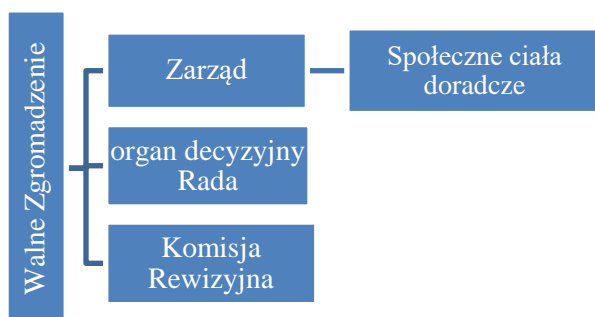 Walne Zgromadzenie
Zarząd
Społeczne ciała
doradcze
organ decyzyjny
Rada
Komisja
Rewizyjna